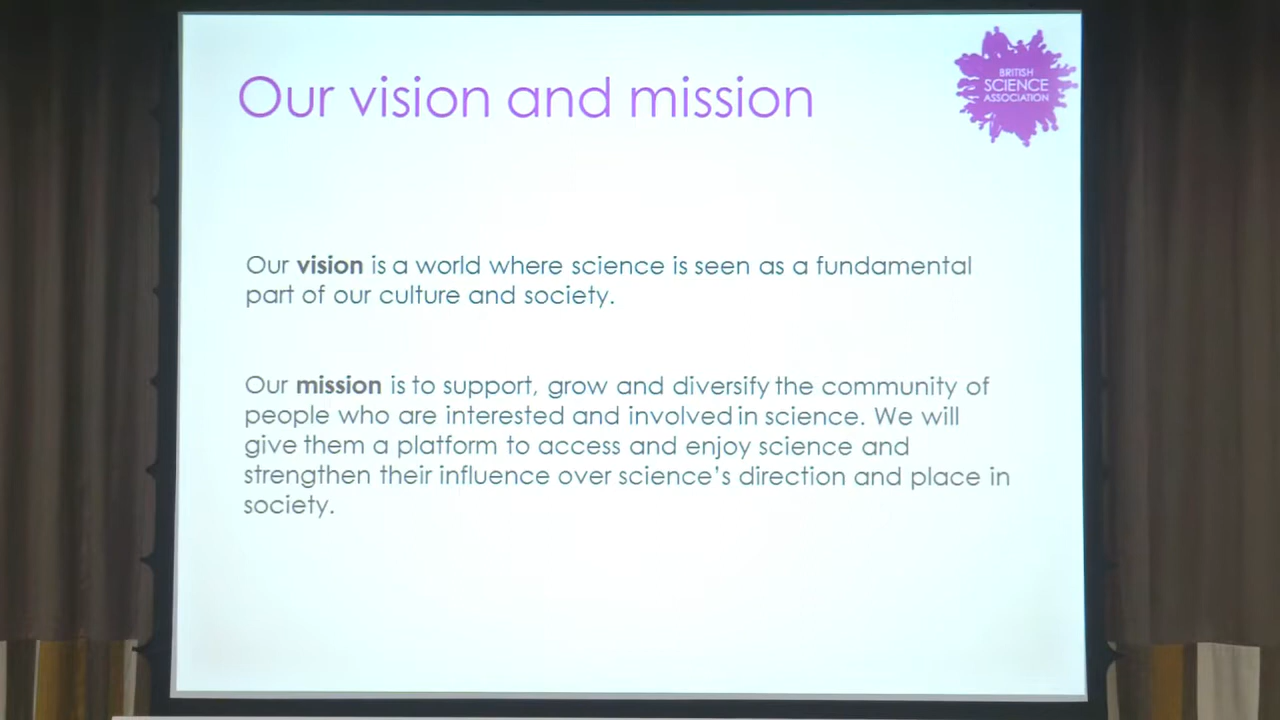 Our vision and mission
BRITISH
SCIENCE
ASSOCIATION
Our vision is a world where science is seen as a fundamental
part of our culture and society.
Our mission is to support, grow and diversify the community of
people who are interested and involved in science. We will
give them a platform to access and enjoy science and
strengthen their influence over science's direction and place in
society.